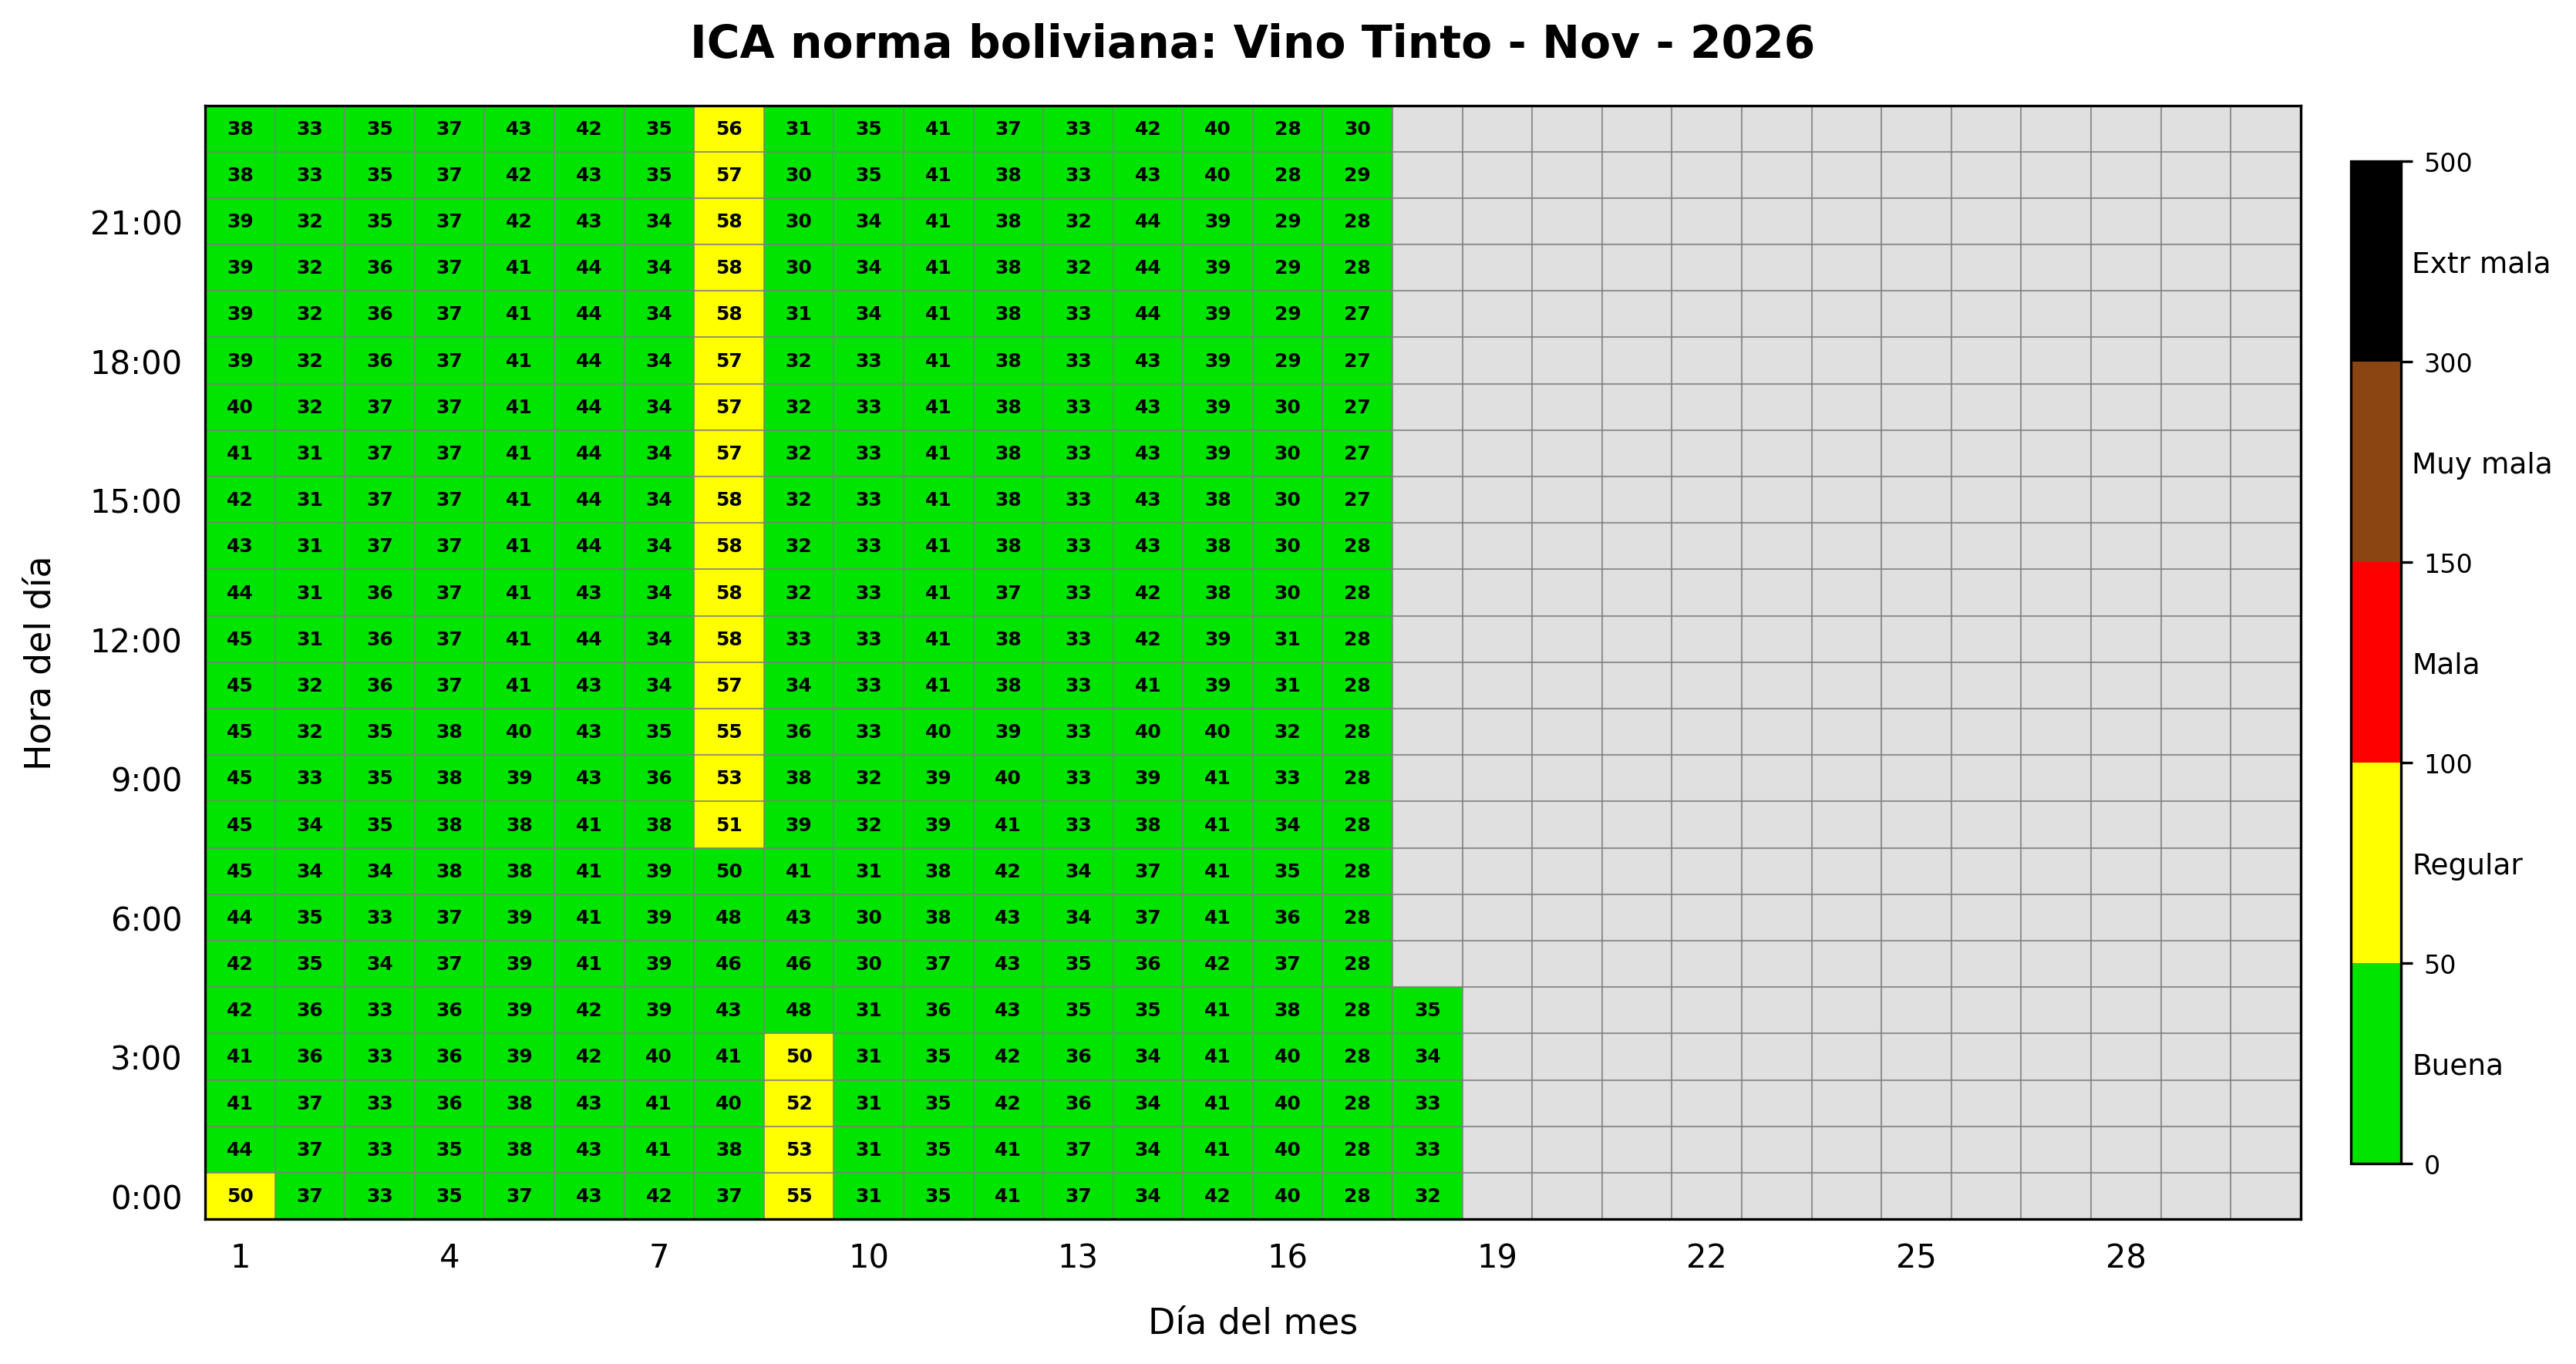 ICA norma boliviana: Vino Tinto - Nov - 2026
38 33 35 37 43 42 35 56 31 35 41 37 33 42 40 28 30
38 33 35 37 42 43 35 57 30 35 41 38 33 43 40 28 29
21:00 39 32 35 37 42 43 34 58 30 34 41 38 32 44 39 29 28
39 32 36 37 41 44 34 58 30 34 41 38 32 44 39 29 28
39 32 36 37 41 44 34 58 31 34 41 38 33 44 39 29 27
18:00 39 32 36 37 41 44 34 57 32 33 41 38 33 43 39 29 27
40 32 37 37 41 44 34 57 32 33 41 38 33 43 39 30 27
41 31 37 37 41 44 34 57 32 33 41 38 33 43 39 30 27
15:00 42 31 37 37 41 44 34 58 32 33 41 38 33 43 38 30 27
43 31 37 37 41 44 34 58 32 33 41 38 33 43 38 30 28
44 31 36 37 41 43 34 58 32 33 41 37 33 42 38 30 28
12:00 45 31 36 37 41 44 34 58 33 33 41 38 33 42 39 31 28
45 32 36 37 41 43 34 57 34 33 41 38 33 41 39 31 28
45 32 35 38 40 43 35 55 36 33 40 39 33 40 40 32 28
9:00 45 33 35 38 39 43 36 53 38 32 39 40 33 39 41 33 28
45 34 35 38 38 41 38 51 39 32 39 41 33 38 41 34 28
45 34 34 38 38 41 39 50 41 31 38 42 34 37 41 35 28
6:00 44 35 33 37 39 41 39 48 43 30 38 43 34 37 41 36 28
42 35 34 37 39 41 39 46 46 30 37 43 35 36 42 37 28
42 36 33 36 39 42 39 43 48 31 36 43 35 35 41 38 28 35
3:00 41 36 33 36 39 42 40 41 50 31 35 42 36 34 41 40 28 34
41 37 33 36 38 43 41 40 52 31 35 42 36 34 41 40 28 33
44 37 33 35 38 43 41 38 53 31 35 41 37 34 41 40 28 33
0:00 50 37 33 35 37 43 42 37 55 31 35 41 37 34 42 40 28 32
1 4 7 10 13 16 19 22 25 28
Día del mes
Hora del día
500
Extr mala
300
Muy mala
150
Mala
100
Regular
50
Buena
0